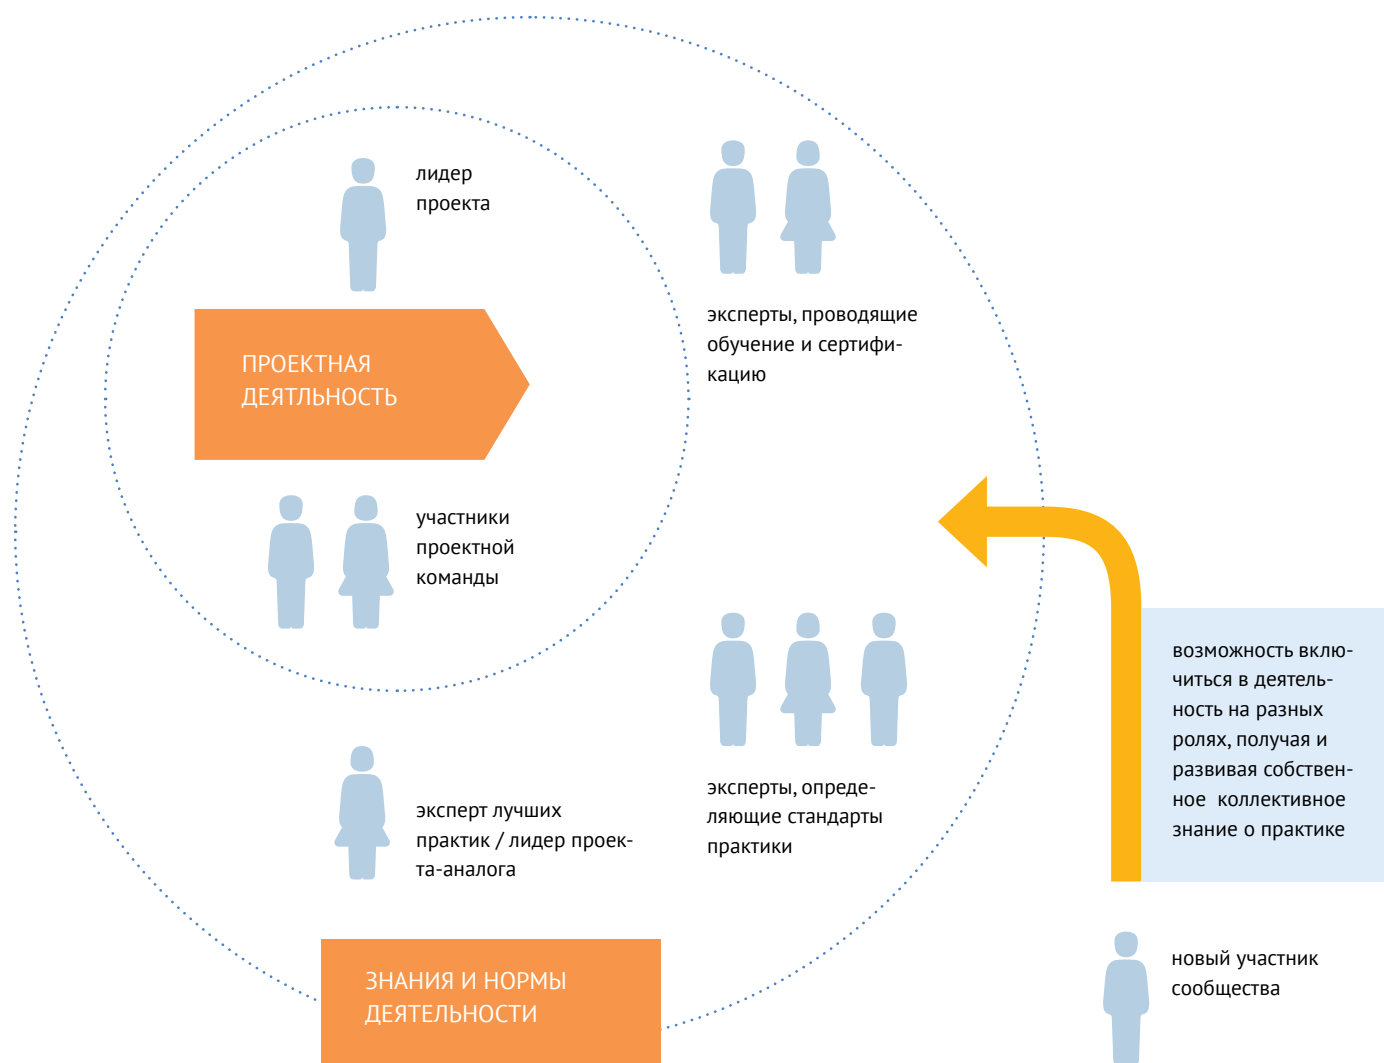 лидер
проекта
ПРОЕКТНАЯ
ДЕЯТЛЬНОСТЬ
участники
проектной
команды
эксперт лучших
практик / лидер проек-
та-аналога
эксперты, проводящие
обучение и сертифи-
кацию
эксперты, опреде-
ляющие стандарты
практики
ЗНАНИЯ И НОРМЫ
ДЕЯТЕЛЬНОСТИ
возможность вклю-
читься в деятель-
ность на разных
ролях, получая и
развивая собствен-
ное коллективное
знание о практике
новый участник
сообщества